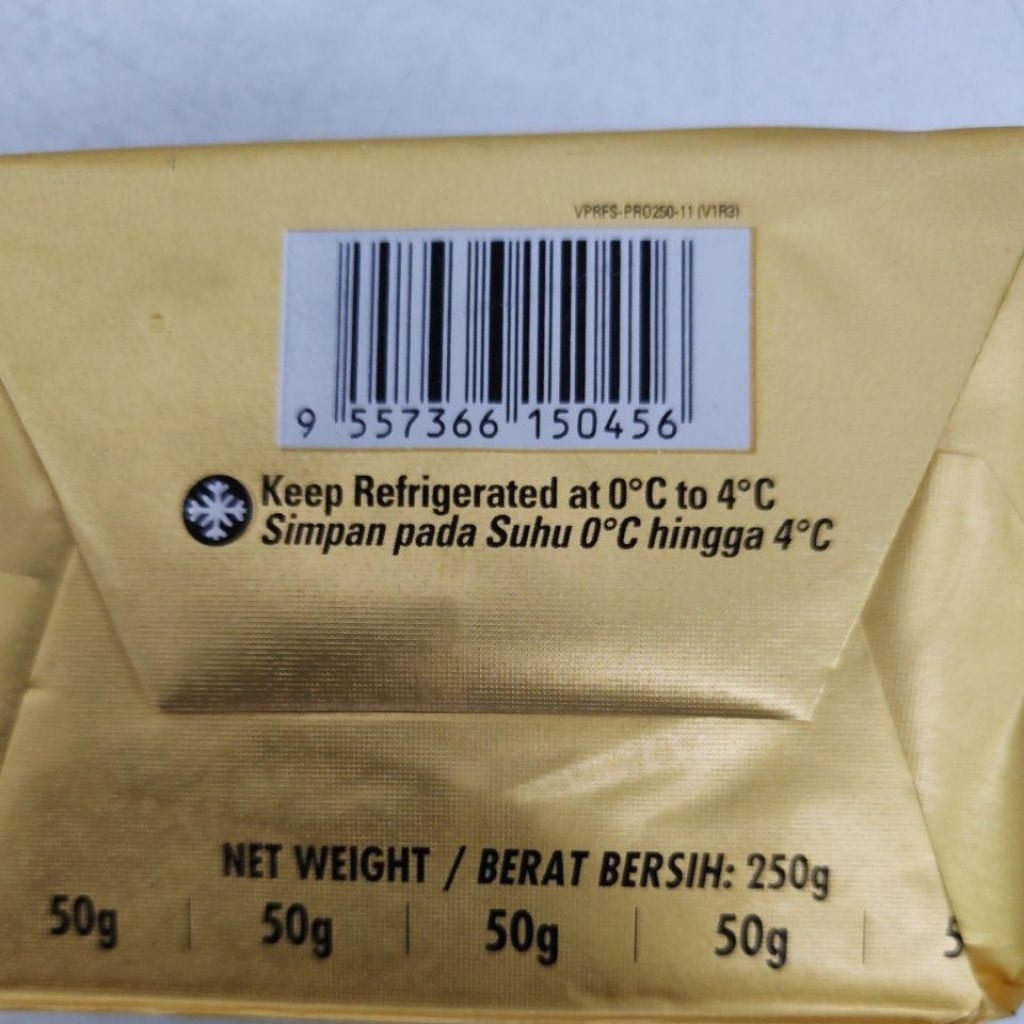 VPRFS-PRO250-11 (V1R3)
9 557366 150456
Keep Refrigerated at 0°C to 4°C
Simpan pada Suhu 0°C hingga 4°C
NET WEIGHT / BERAT BERSIH: 250g
50g | 50g | 50g | 50g | 5